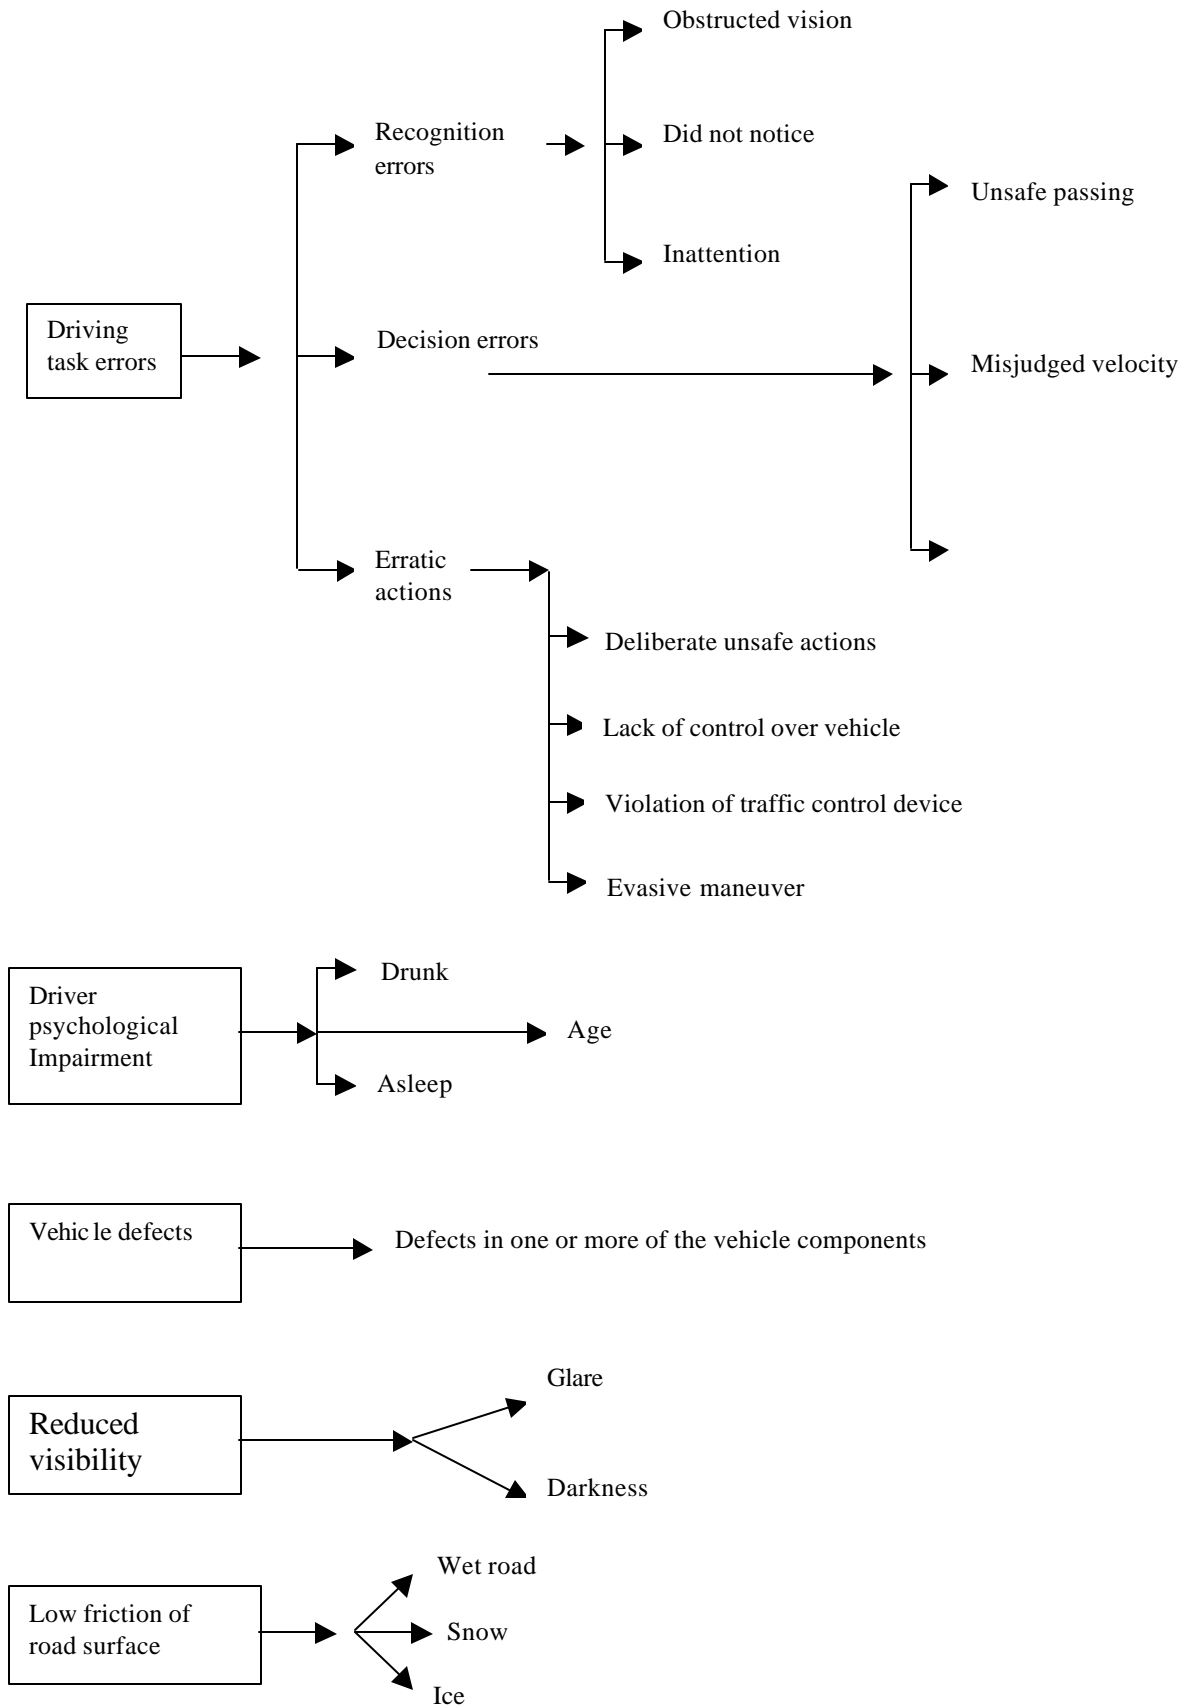 Obstructed vision
Recognition
errors
Did not notice
Unsafe passing
Inattention
Driving
task errors
Decision errors
Misjudged velocity
Erratic
actions
Deliberate unsafe actions
Lack of control over vehicle
Violation of traffic control device
Evasive maneuver
Driver
psychological
Impairment
Drunk
Age
Asleep
Vehic le defects
Defects in one or more of the vehicle components
Glare
Reduced
visibility
Darkness
Wet road
Low friction of
road surface
Snow
Ice